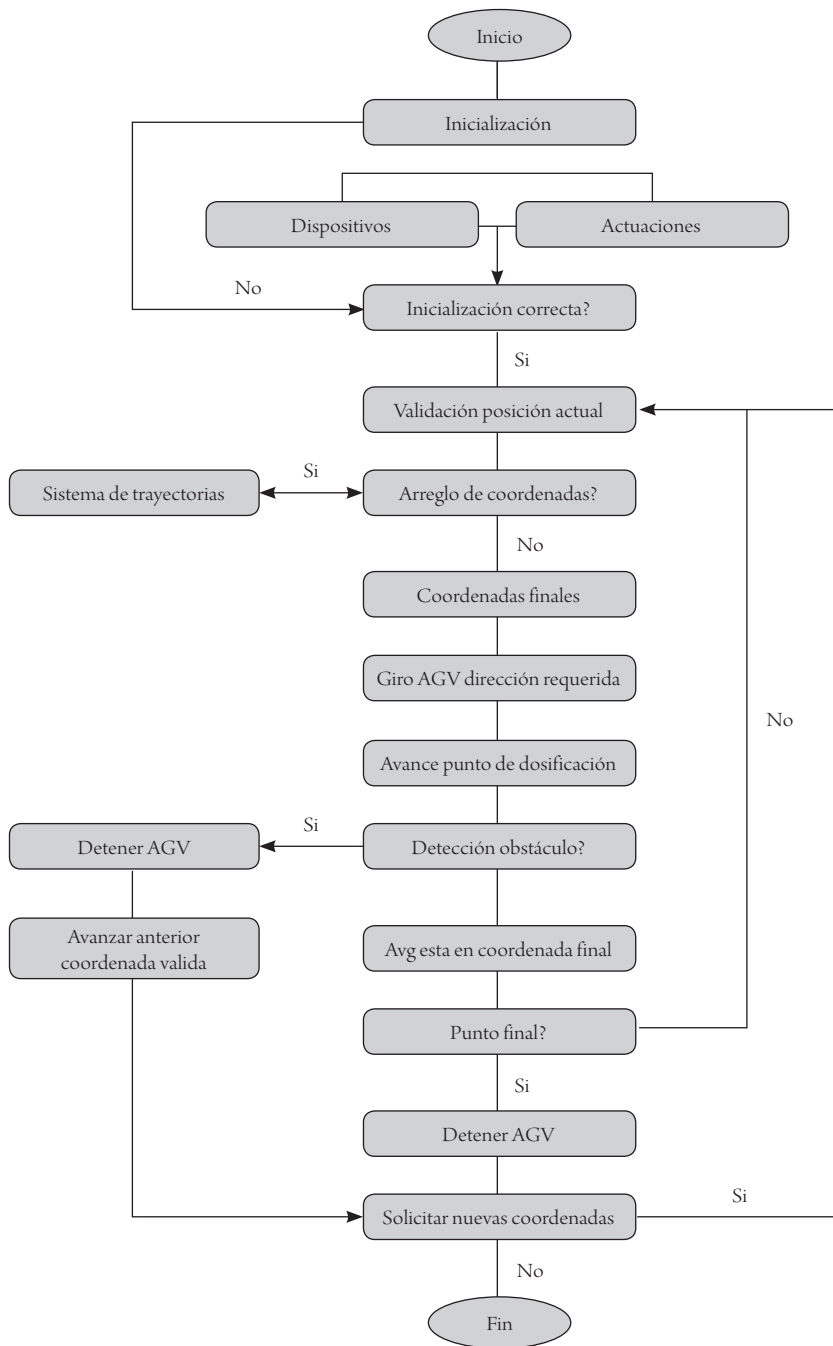 Inicio
Inicialización
Dispositivos
Actuaciones
No
Inicialización correcta?
Si
Validación posición actual
Si
Sistema de trayectorias
Arreglo de coordenadas?
No
Coordenadas finales
Giro AGV dirección requerida
No
Avance punto de dosificación
Si
Detener AGV
Detección obstáculo?
Avanzar anterior
coordenada valida
Avg esta en coordenada final
Punto final?
Si
Detener AGV
Solicitar nuevas coordenadas
Si
No
Fin